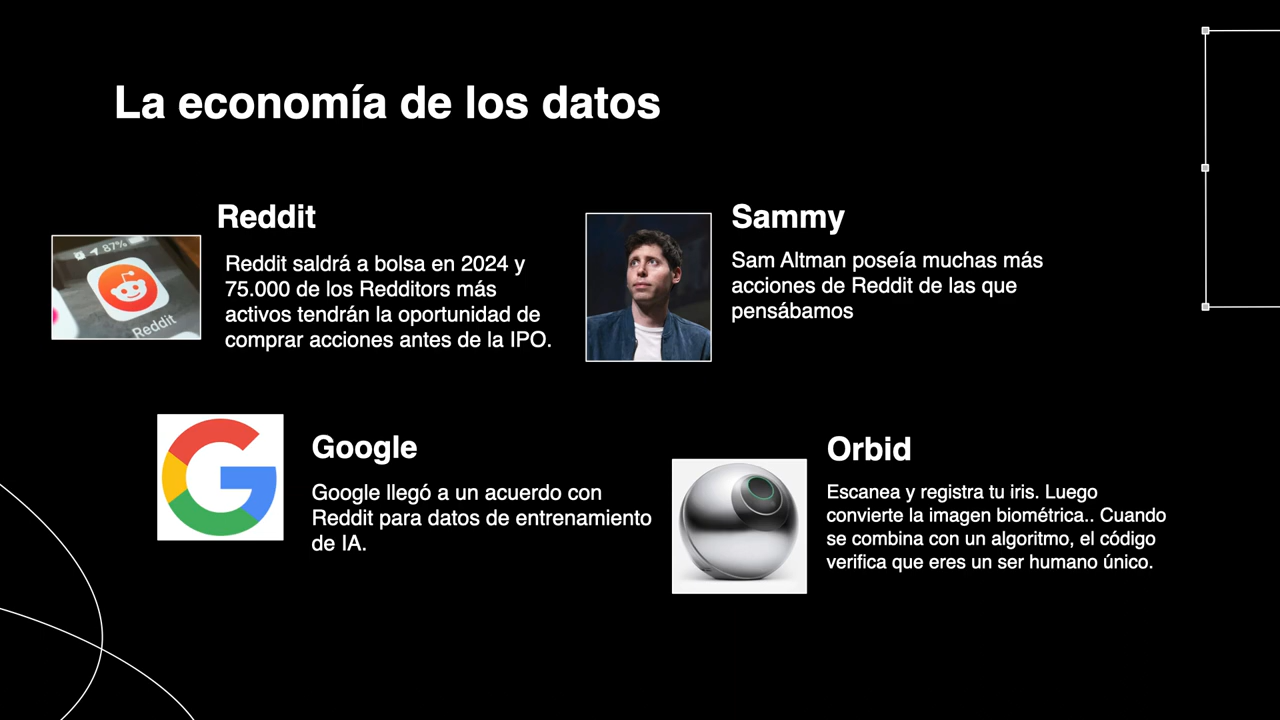 La economía de los datos
Reddit
87%
Reddit
Reddit saldrá a bolsa en 2024 y
75.000 de los Redditors más
activos tendrán la oportunidad de
comprar acciones antes de la IPO.
Sammy
Sam Altman poseía muchas más
acciones de Reddit de las que
pensábamos
Google
Google llegó a un acuerdo con
Reddit para datos de entrenamiento
de IA.
Orbid
Escanea y registra tu iris. Luego
convierte la imagen biométrica.. Cuando
se combina con un algoritmo, el código
verifica que eres un ser humano único.